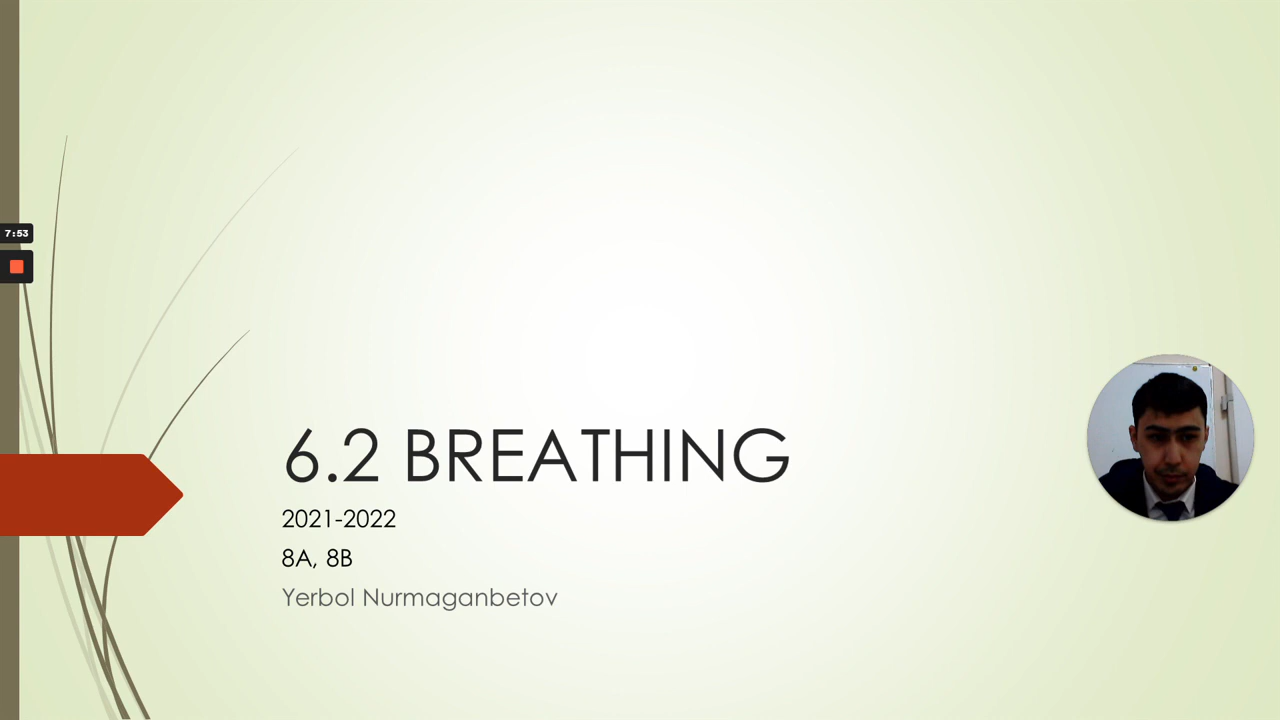 7:53
6.2 BREATHING
2021-2022
8A, 8B
Yerbol Nurmaganbetov